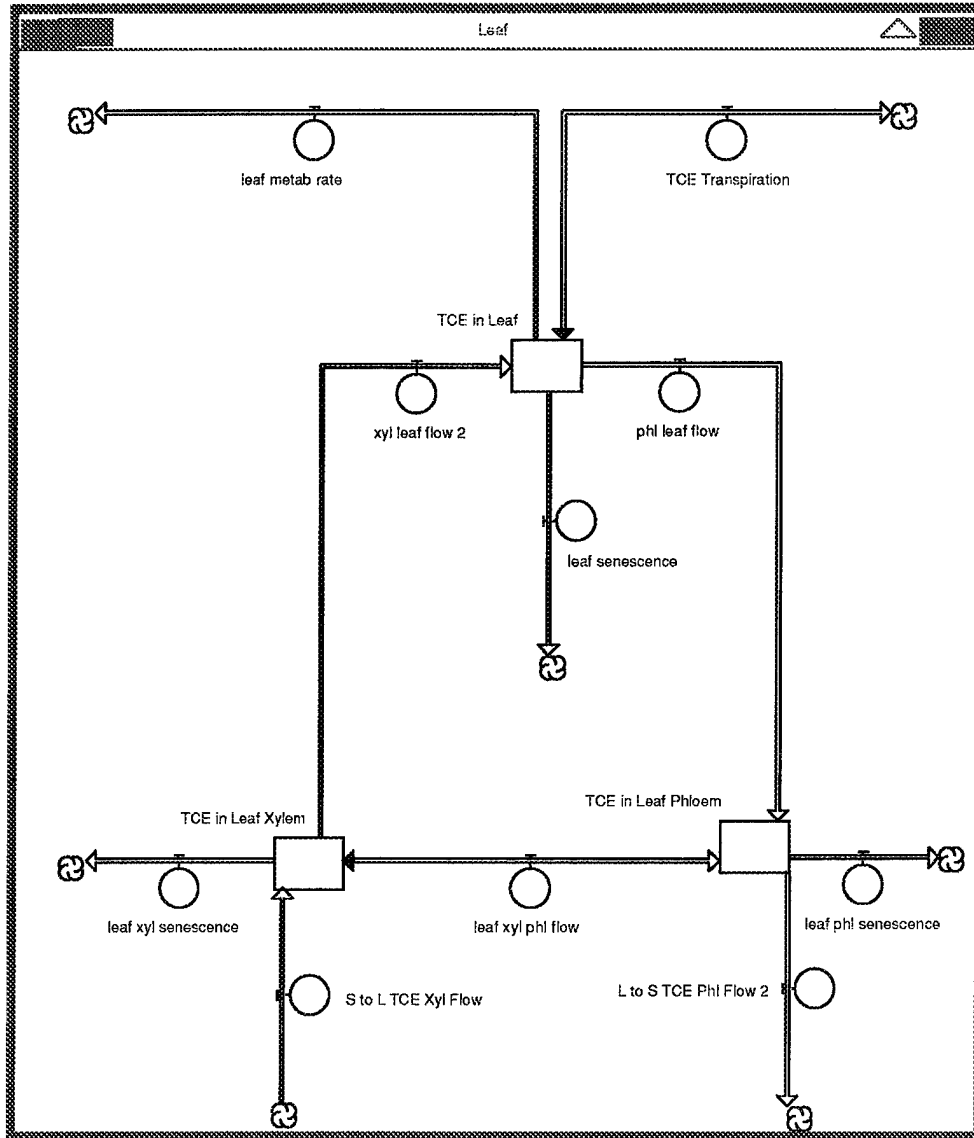 Leaf
leaf metab rate
TCE Transpiration
TCE in Leaf
xyl leaf flow 2
phl leaf flow
leaf senescence
TCE in Leaf Xylem
TCE in Leaf Phloem
leaf xyl senescence
leaf xyl phl flow
leaf phl senescence
S to L TCE Xyl Flow
L to S TCE Phl Flow 2